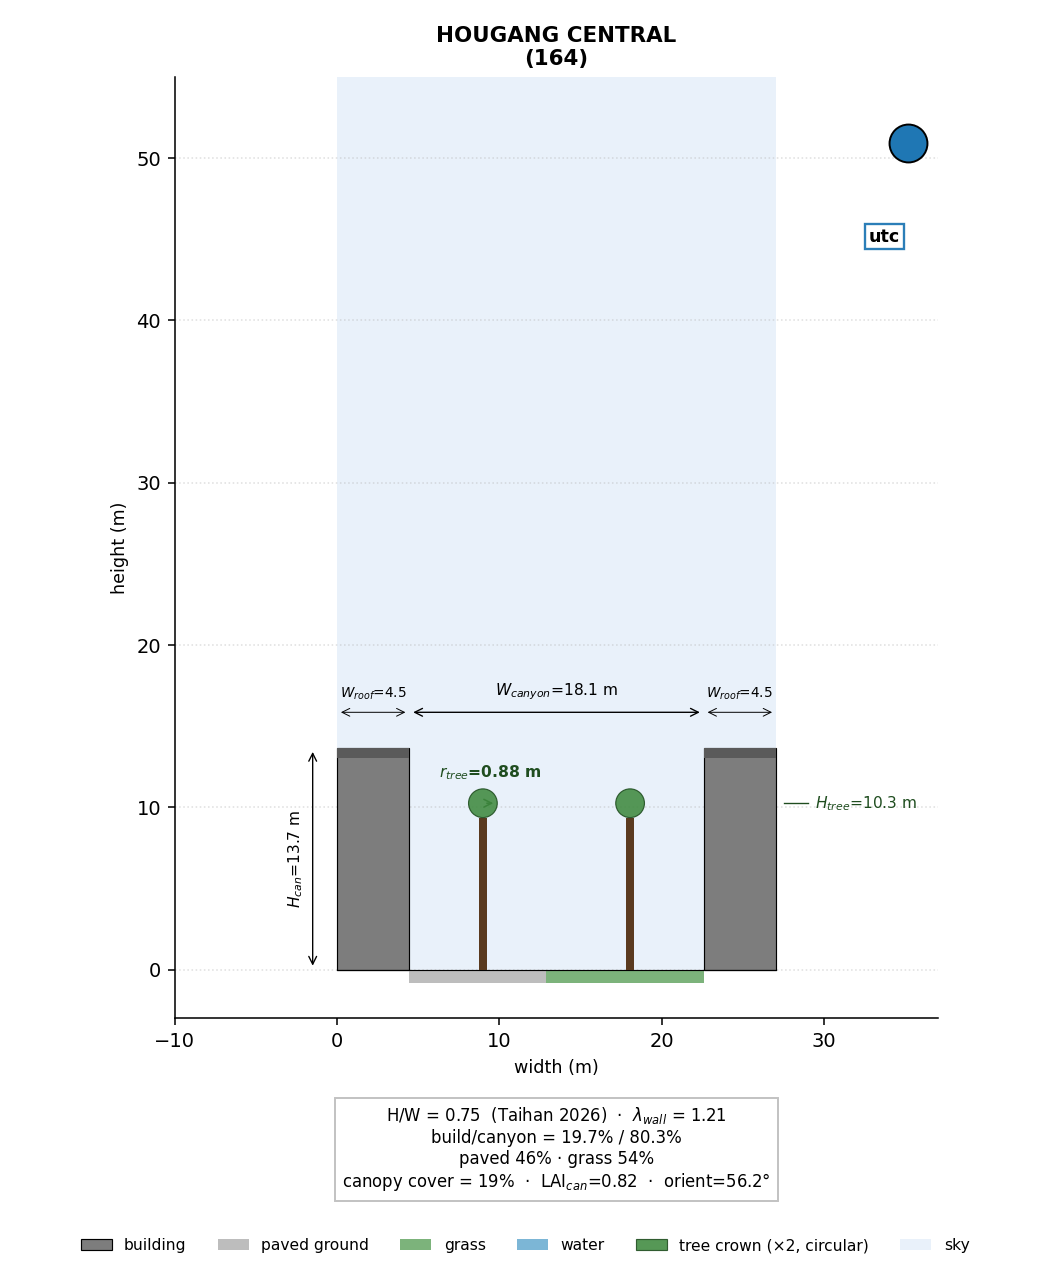 HOUGANG CENTRAL
(164)
50
utc
40
30
height (m)
20
W_roof=4.5
W_canyon=18.1 m
W_roof=4.5
r_tree=0.88 m
10
H_tree=10.3 m
H_can=13.7 m
0
−10 0 10 20 30
width (m)
H/W = 0.75 (Taihan 2026) · λ_wall = 1.21
build/canyon = 19.7% / 80.3%
paved 46% · grass 54%
canopy cover = 19% · LAI_can=0.82 · orient=56.2°
building paved ground grass water tree crown (×2, circular) sky